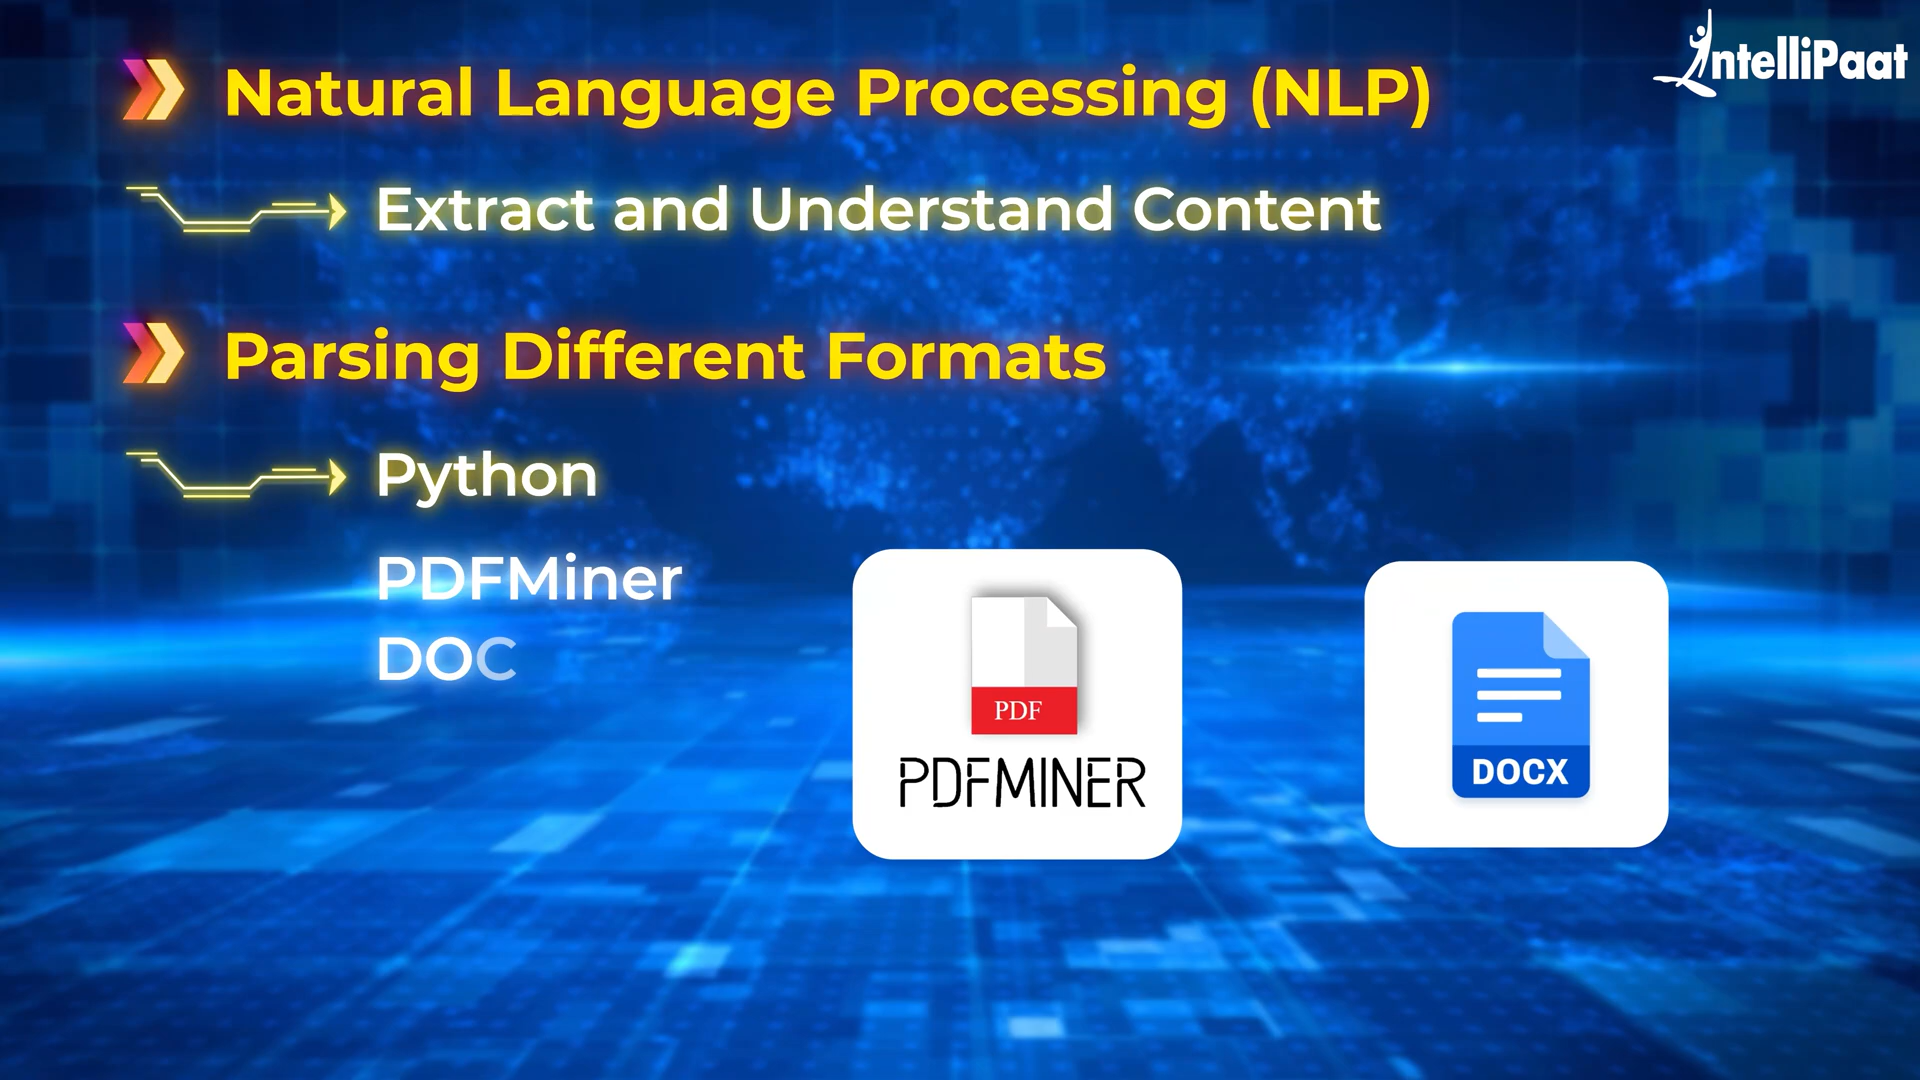 IntelliPaat
Natural Language Processing (NLP)
Extract and Understand Content
Parsing Different Formats
Python
PDFMiner
DOC
PDF
PDFMINER
DOCX